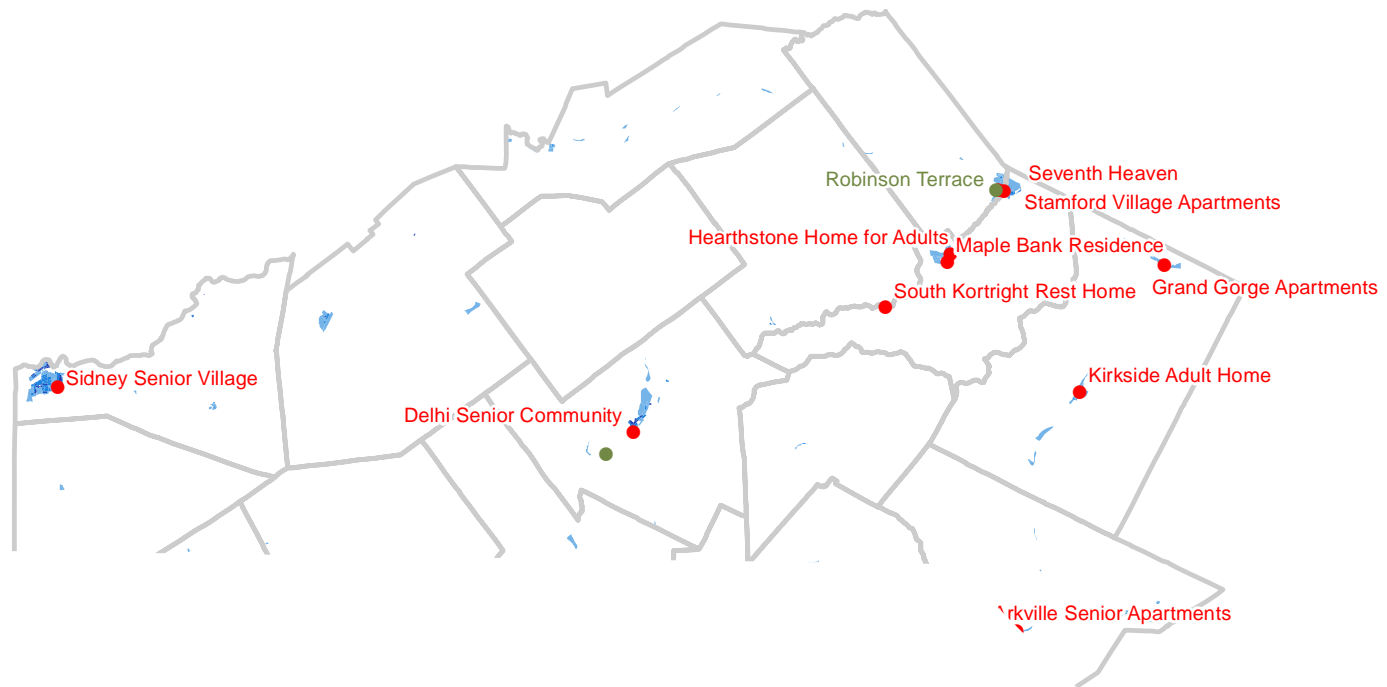 Seventh Heaven
Robinson Terrace
Stamford Village Apartments
Hearthstone Home for Adults
Maple Bank Residence
Grand Gorge Apartments
South Kortright Rest Home
Kirkside Adult Home
Sidney Senior Village
Delhi Senior Community
rkville Senior Apartments